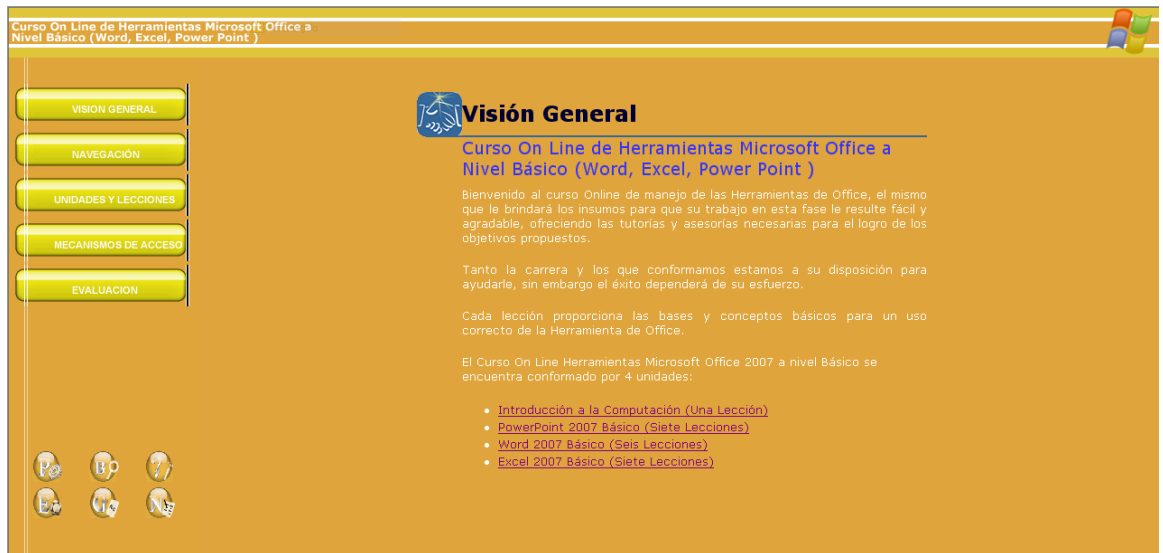 Curso On Line de Herramientas Microsoft Office a
Nivel Básico (Word, Excel, Power Point )
VISION GENERAL
NAVEGACIÓN
UNIDADES Y LECCIONES
MECANISMOS DE ACCESO
EVALUACION
Visión General
Curso On Line de Herramientas Microsoft Office a
Nivel Básico (Word, Excel, Power Point )
Bienvenido al curso Online de manejo de las Herramientas de Office, el mismo
que le brindará los insumos para que su trabajo en esta fase le resulte fácil y
agradable, ofreciendo las tutorías y asesorías necesarias para el logro de los
objetivos propuestos.
Tanto la carrera y los que conformamos estamos a su disposición para
ayudarle, sin embargo el éxito dependerá de su esfuerzo.
Cada lección proporciona las bases y conceptos básicos para un uso
correcto de la Herramienta de Office.
El Curso On Line Herramientas Microsoft Office 2007 a nivel Básico se
encuentra conformado por 4 unidades:
Introducción a la Computación (Una Lección)
PowerPoint 2007 Básico (Siete Lecciones)
Word 2007 Básico (Seis Lecciones)
Excel 2007 Básico (Siete Lecciones)
P B ?
E G N